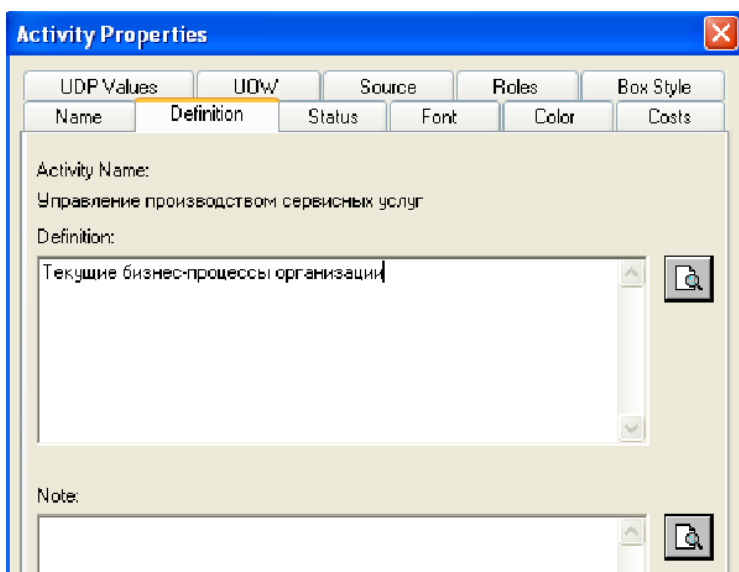 Activity Properties
UDP Values UOW Source Roles Box Style
Name Definition Status Font Color Costs
Activity Name:
Управление производством сервисных услуг
Definition:
Текущие бизнес-процессы организации
Note: